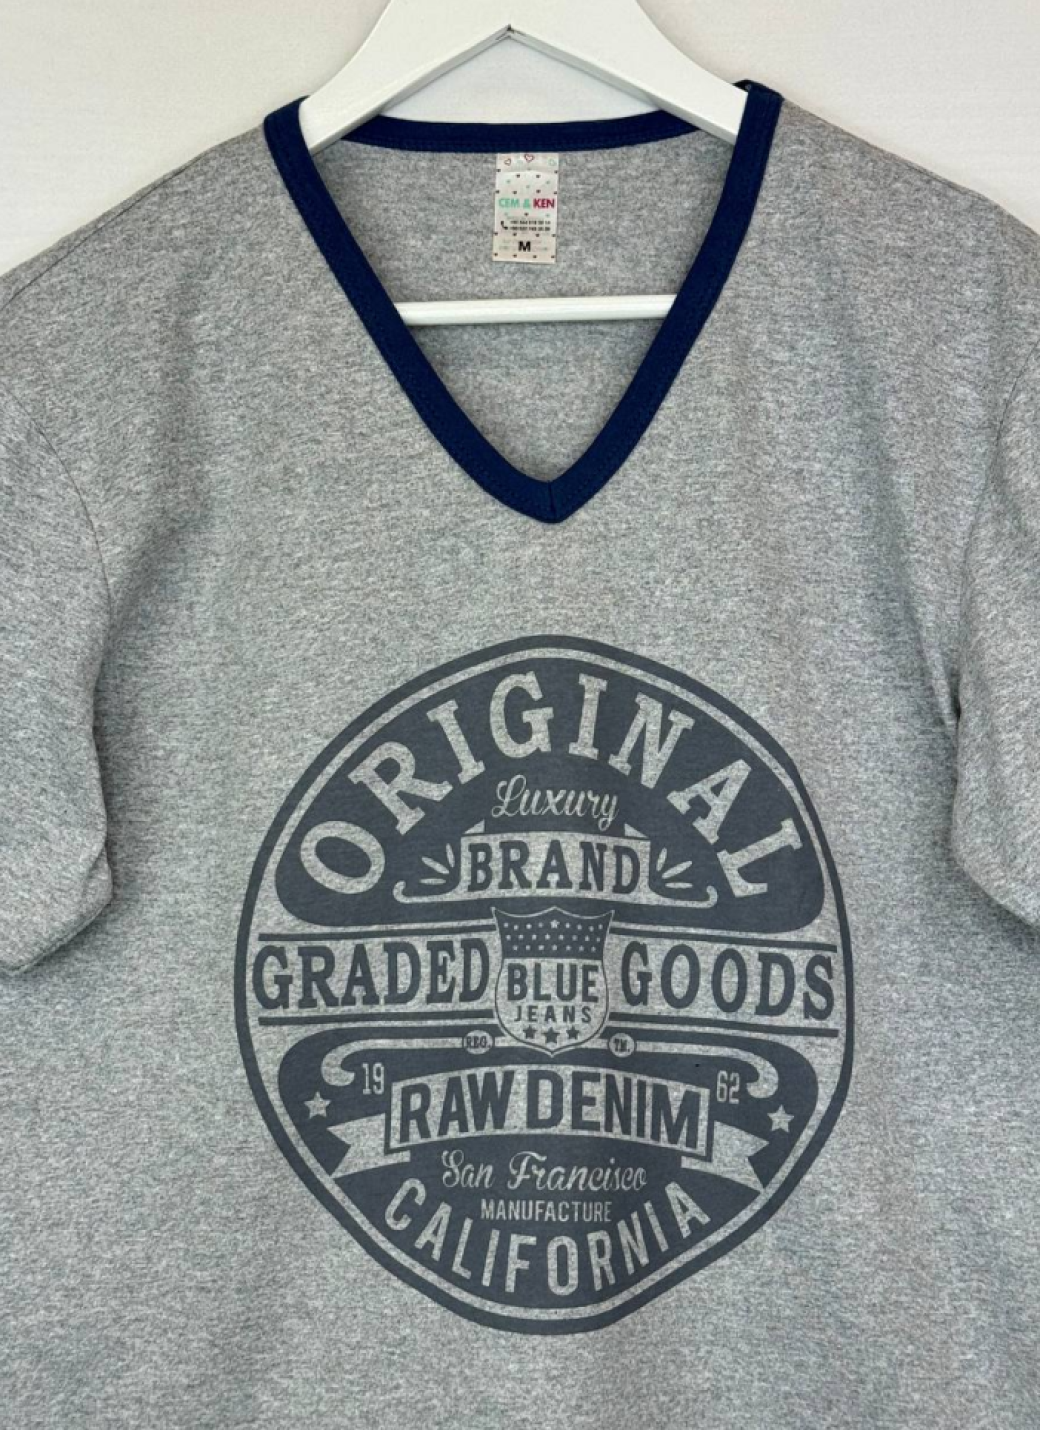 CEM & KEN
M
ORIGINAL
Luxury
BRAND
GRADED BLUE GOODS
JEANS
REG. TM.
19 62
RAW DENIM
San Francisco
MANUFACTURE
CALIFORNIA